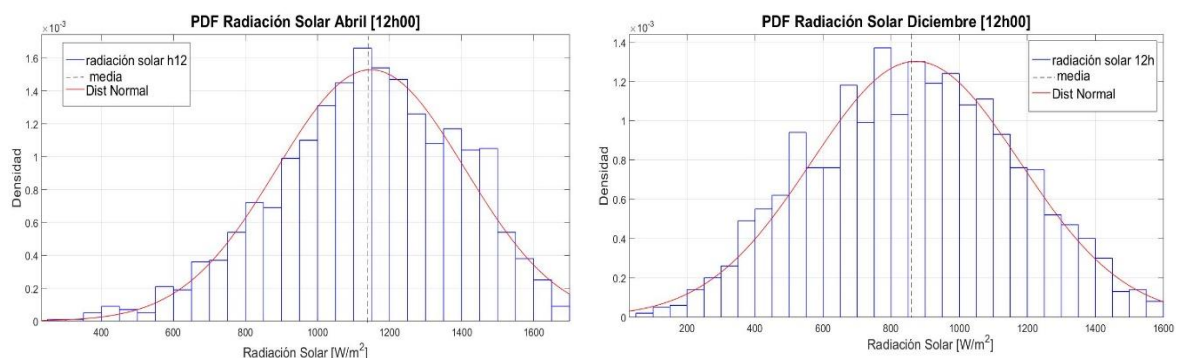 PDF Radiación Solar Abril [12h00]
×10⁻³
1.6
1.4
1.2
1
0.8
0.6
0.4
0.2
0
Densidad
radiación solar h12
media
Dist Normal
400 600 800 1000 1200 1400 1600
Radiación Solar [W/m²]
PDF Radiación Solar Diciembre [12h00]
×10⁻³
1.4
1.2
1
0.8
0.6
0.4
0.2
0
Densidad
radiación solar 12h
media
Dist Normal
200 400 600 800 1000 1200 1400 1600
Radiación Solar [W/m²]